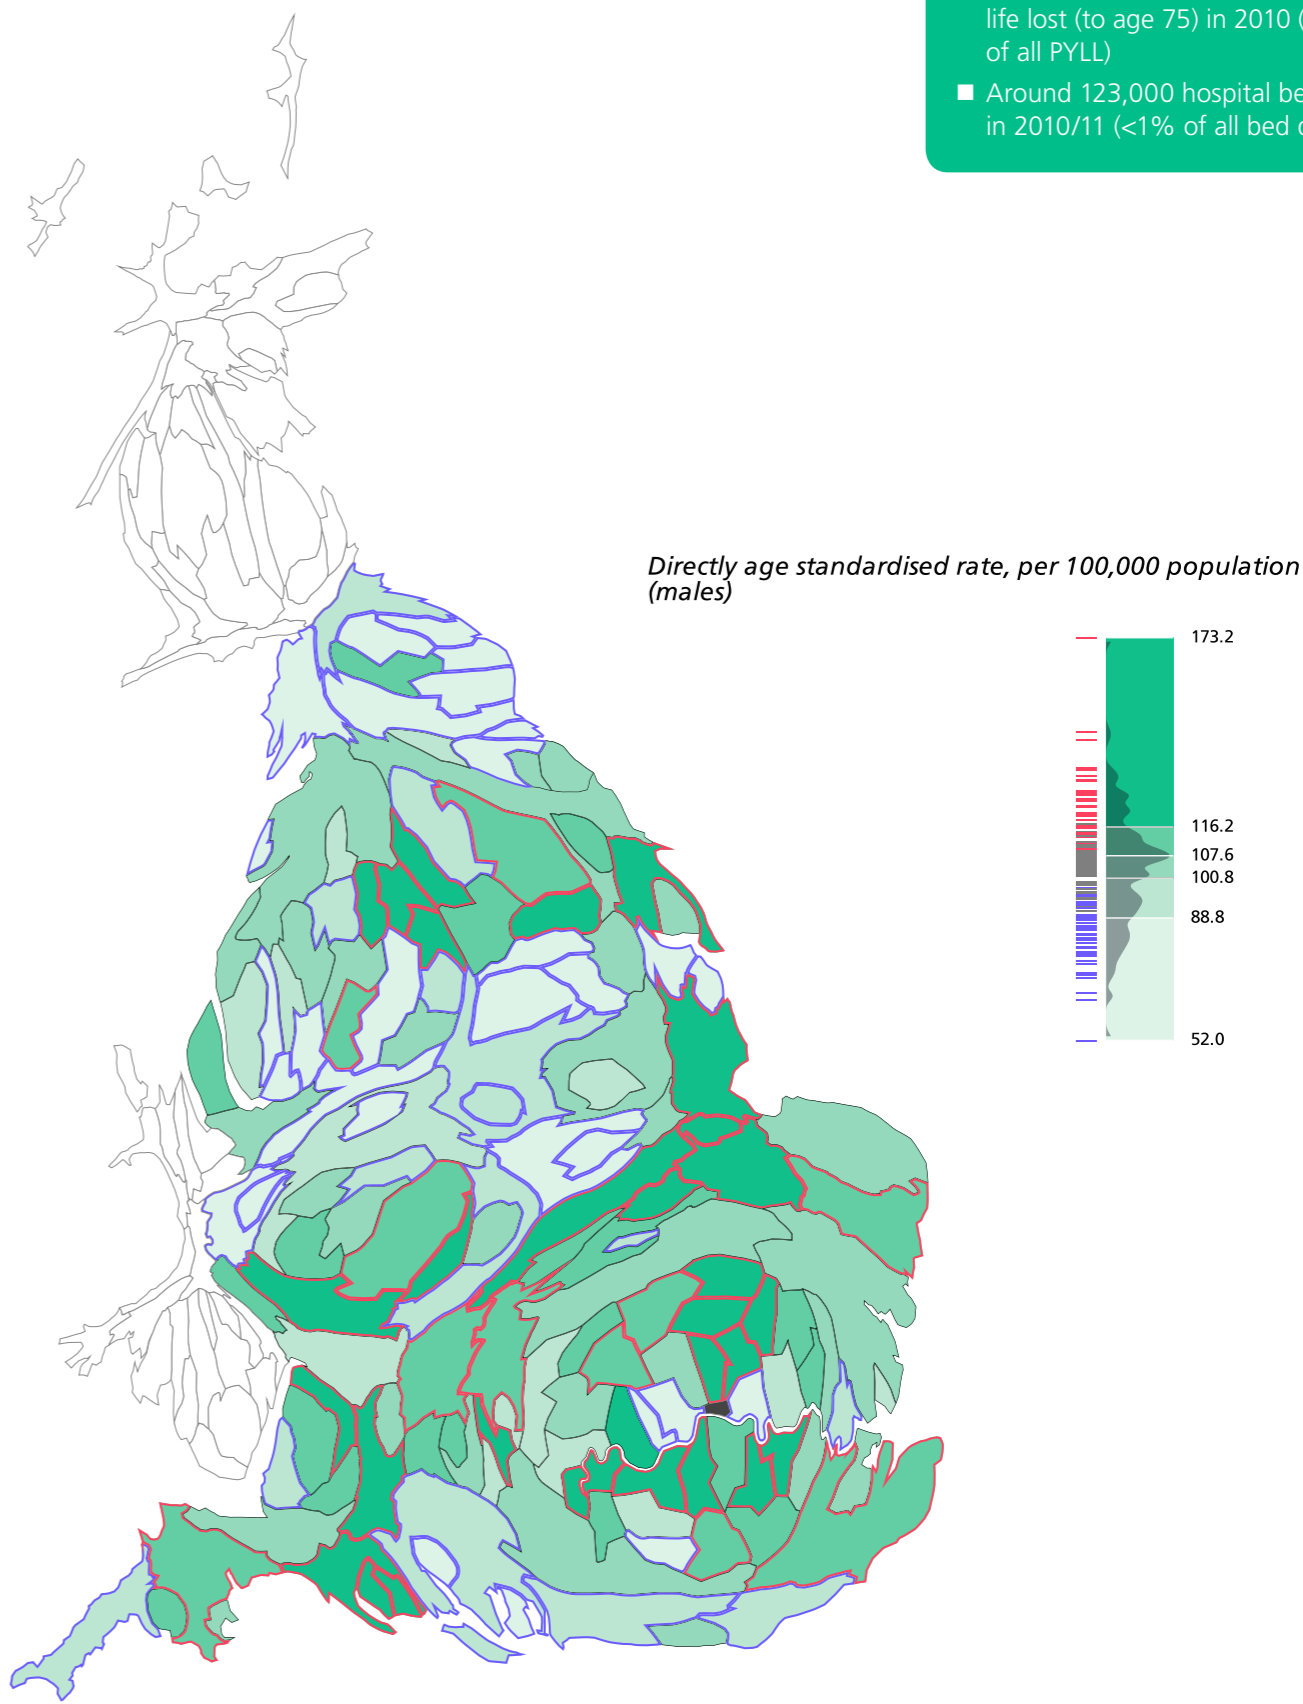 life lost (to age 75) in 2010 (
of all PYLL)
■ Around 123,000 hospital be
in 2010/11 (<1% of all bed
Directly age standardised rate, per 100,000 population
(males)
173.2
116.2
107.6
100.8
88.8
52.0